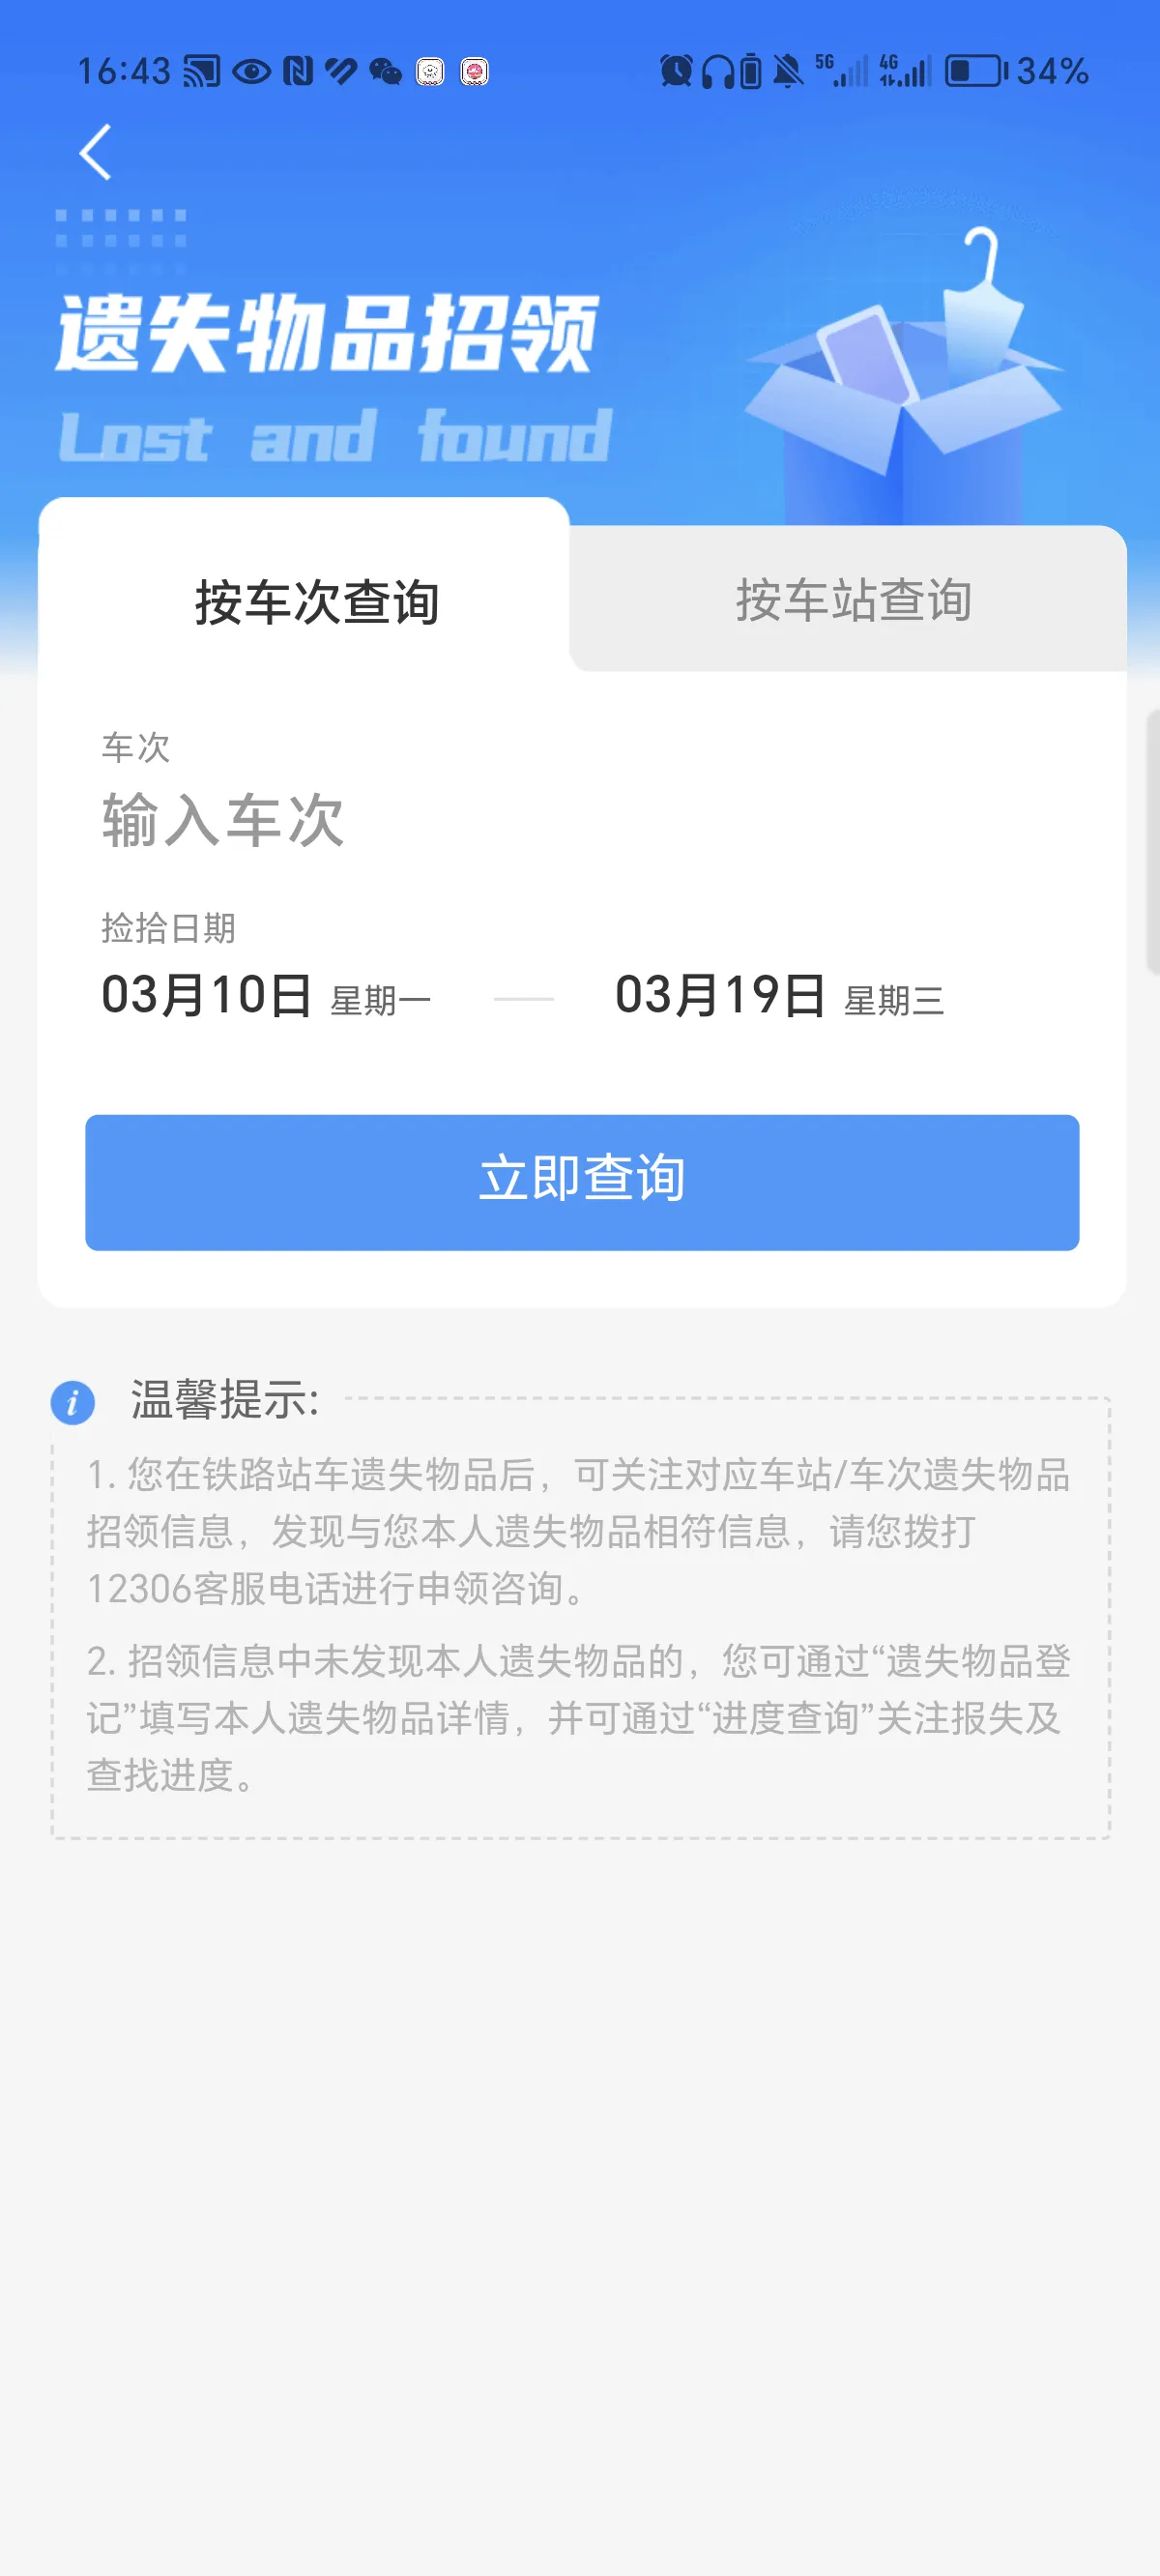 16:43 5G 4G 34%
遗失物品招领
Lost and found
按车次查询
按车站查询
车次
输入车次
捡拾日期
03月10日 星期一 — 03月19日 星期三
立即查询
温馨提示:
1. 您在铁路站车遗失物品后，可关注对应车站/车次遗失物品
招领信息，发现与您本人遗失物品相符信息，请您拨打
12306客服电话进行申领咨询。
2. 招领信息中未发现本人遗失物品的，您可通过“遗失物品登
记”填写本人遗失物品详情，并可通过“进度查询”关注报失及
查找进度。